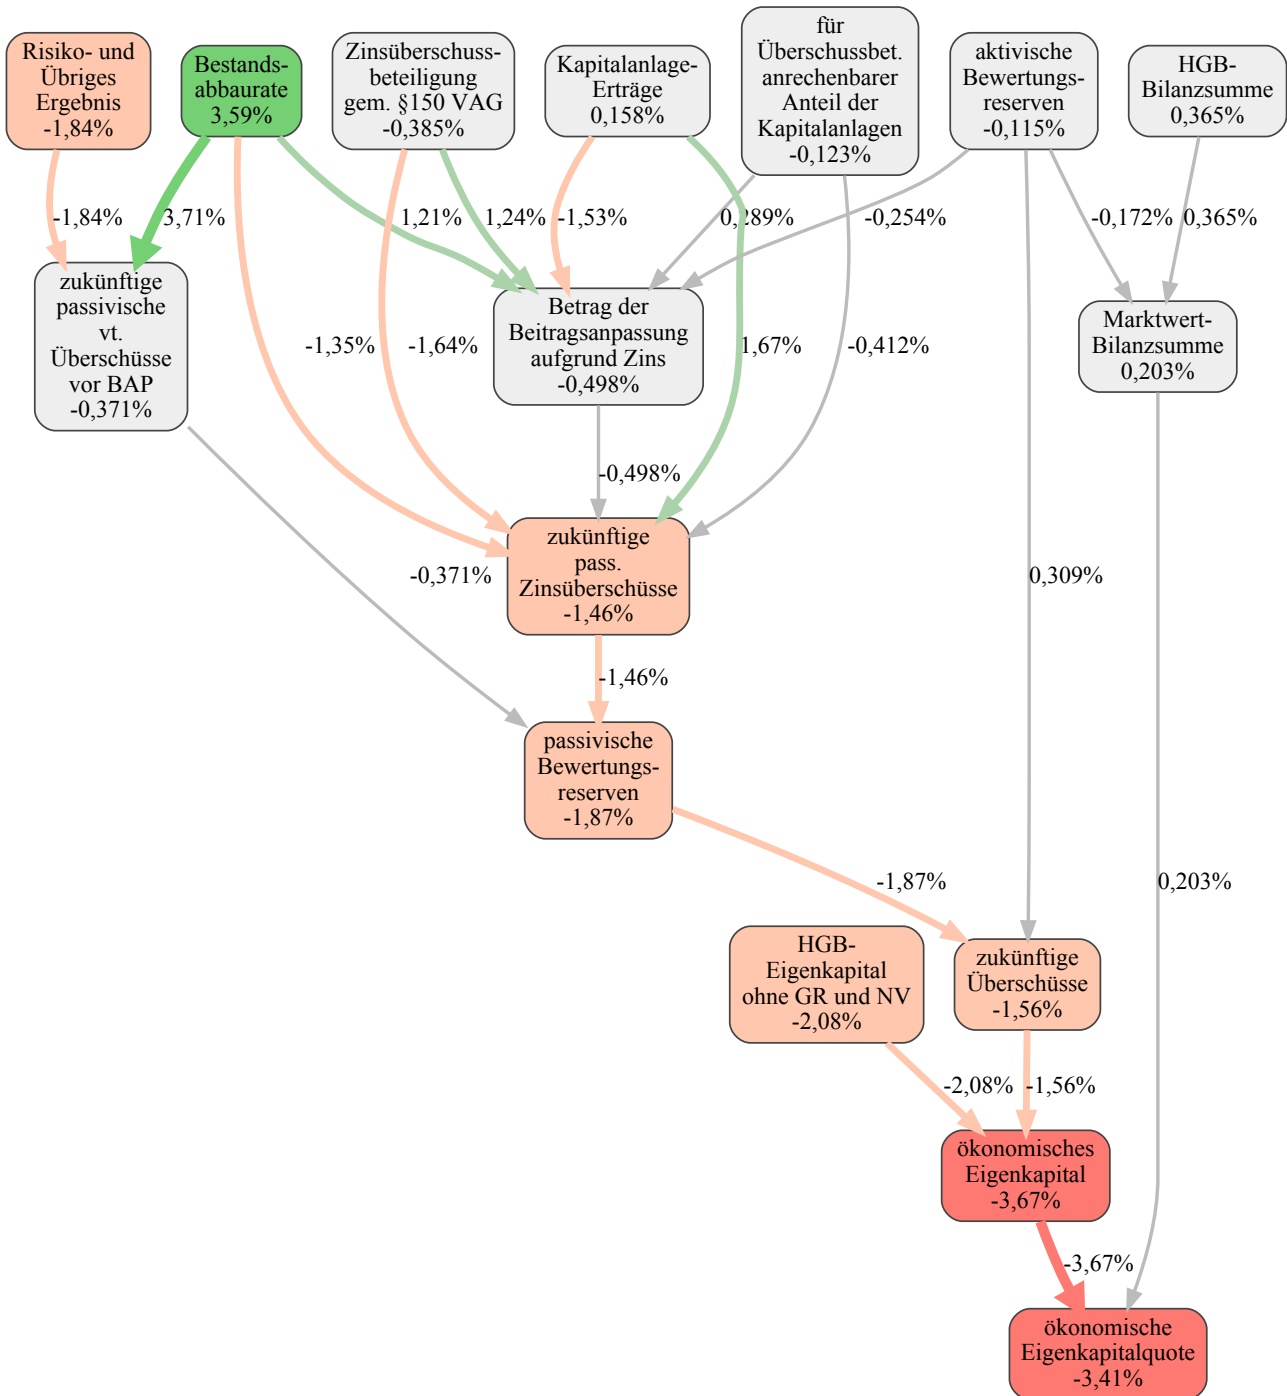 Risiko- und
Übriges
Ergebnis
-1,84%
Bestands-
abbaurate
3,59%
Zinsüberschuss-
beteiligung
gem. §150 VAG
-0,385%
Kapitalanlage-
Erträge
0,158%
für
Überschussbet.
anrechenbarer
Anteil der
Kapitalanlagen
-0,123%
aktivische
Bewertungs-
reserven
-0,115%
HGB-
Bilanzsumme
0,365%
-1,84%
3,71%
1,21%
1,24%
-1,53%
0,289%
-0,254%
-0,172%
0,365%
zukünftige
passivische
vt.
Überschüsse
vor BAP
-0,371%
-1,35%
-1,64%
Betrag der
Beitragsanpassung
aufgrund Zins
-0,498%
1,67%
-0,412%
Marktwert-
Bilanzsumme
0,203%
-0,498%
-0,371%
zukünftige
pass.
Zinsüberschüsse
-1,46%
0,309%
-1,46%
passivische
Bewertungs-
reserven
-1,87%
-1,87%
0,203%
HGB-
Eigenkapital
ohne GR und NV
-2,08%
zukünftige
Überschüsse
-1,56%
-2,08%
-1,56%
ökonomisches
Eigenkapital
-3,67%
-3,67%
ökonomische
Eigenkapitalquote
-3,41%